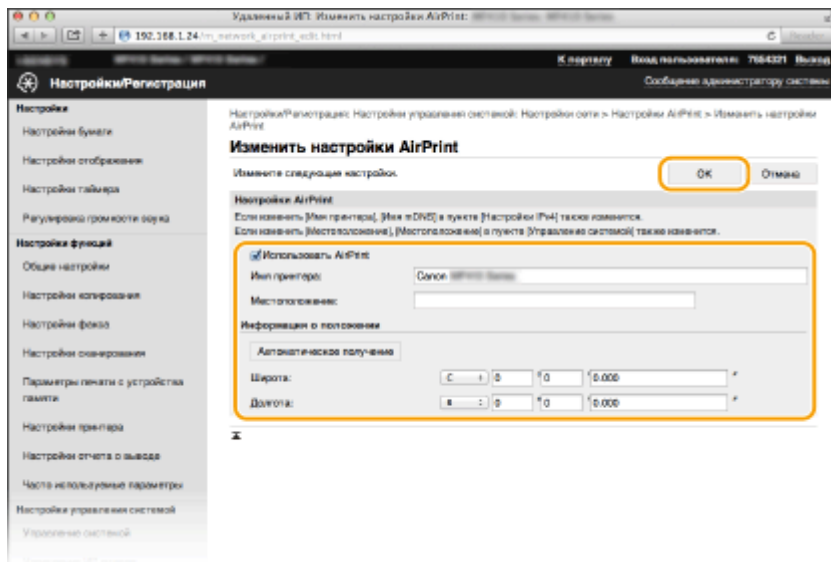 Удаленный ИП: Изменить настройки AirPrint:
192.168.1.24/m_network_airprint_edit.html
Reader
К порталу Вход пользователя: 7654321 Выход
Настройки/Регистрация
Сообщение администратору системы
Настройки
Настройки бумаги
Настройки отображения
Настройки таймера
Регулировка громкости звука
Настройки функций
Общие настройки
Настройки копирования
Настройки факса
Настройки сканирования
Параметры печати с устройства
памяти
Настройки принтера
Настройки отчета о выводе
Часто используемые параметры
Настройки управления системой
Управление системой
Настройки/Регистрация: Настройки управления системой: Настройки сети > Настройки AirPrint > Изменить настройки
AirPrint
Изменить настройки AirPrint
Измените следующие настройки.
OK Отмена
Настройки AirPrint
Если изменить [Имя принтера], [Имя mDNS] в пункте [Настройки IPv4] также изменится.
Если изменить [Местоположение], [Местоположение] в пункте [Управление системой] также изменится.
Использовать AirPrint
Имя принтера: Canon
Местоположение:
Информация о положении
Автоматическое получение
Широта: С 0 ° 0 ' 0.000 "
Долгота: 0 ° 0 ' 0.000 "